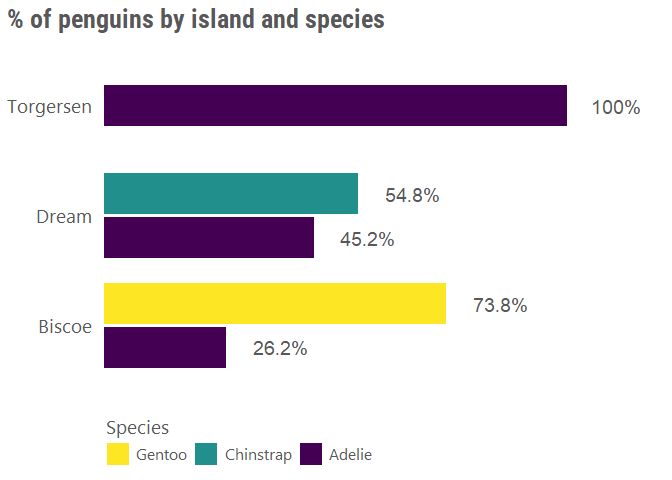 % of penguins by island and species
Torgersen 100%
54.8%
Dream
45.2%
73.8%
Biscoe
26.2%
Species
Gentoo Chinstrap Adelie